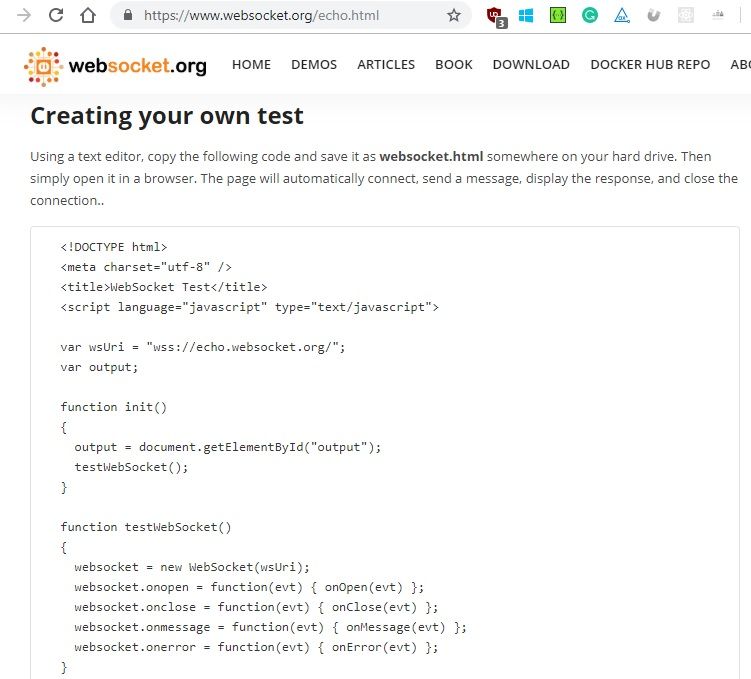 https://www.websocket.org/echo.html
3
websocket.org HOME DEMOS ARTICLES BOOK DOWNLOAD DOCKER HUB REPO AB
Creating your own test
Using a text editor, copy the following code and save it as websocket.html somewhere on your hard drive. Then
simply open it in a browser. The page will automatically connect, send a message, display the response, and close the
connection..
<!DOCTYPE html>
<meta charset="utf-8" />
<title>WebSocket Test</title>
<script language="javascript" type="text/javascript">
var wsUri = "wss://echo.websocket.org/";
var output;
function init()
{
output = document.getElementById("output");
testWebSocket();
}
function testWebSocket()
{
websocket = new WebSocket(wsUri);
websocket.onopen = function(evt) { onOpen(evt) };
websocket.onclose = function(evt) { onClose(evt) };
websocket.onmessage = function(evt) { onMessage(evt) };
websocket.onerror = function(evt) { onError(evt) };
}